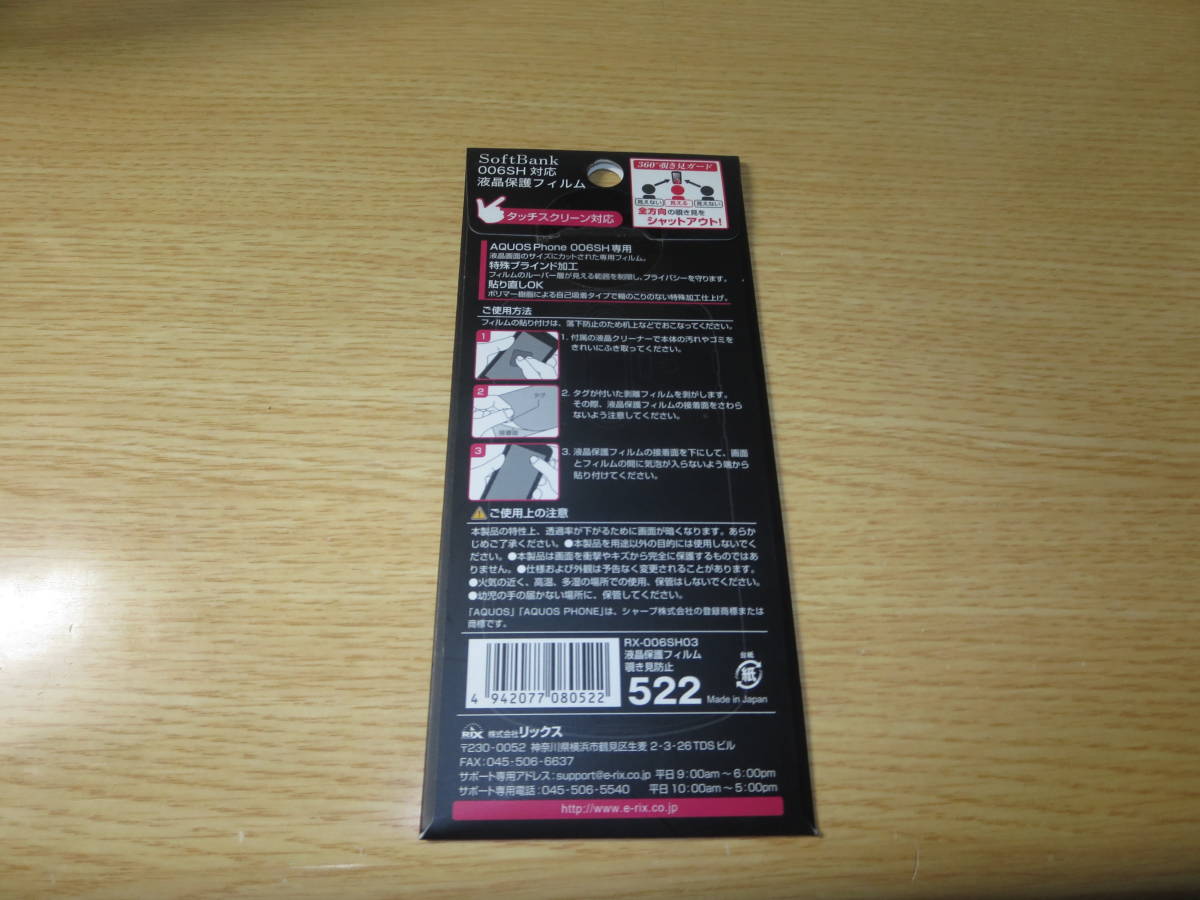 SoftBank
006SH 対応
液晶保護フィルム
タッチスクリーン対応
360°覗き見ガード
見えない 見える 見えない
全方向の覗き見を
シャットアウト!
AQUOS Phone 006SH 専用
液晶画面のサイズにカットされた専用フィルム。
特殊ブラインド加工
フィルムのルーバー層が見える範囲を制限し、プライバシーを守ります。
貼り直しOK
ポリマー樹脂による自己吸着タイプで糊のこりのない特殊加工仕上げ。
ご使用方法
フィルムの貼り付けは、落下防止のため机上などでおこなってください。
1
1. 付属の液晶クリーナーで本体の汚れやゴミを
きれいにふき取ってください。
2
タグ
接着面
2. タグが付いた剥離フィルムを剥がします。
その際、液晶保護フィルムの接着面をさわら
ないよう注意してください。
3
3. 液晶保護フィルムの接着面を下にして、画面
とフィルムの間に気泡が入らないよう端から
貼り付けてください。
ご使用上の注意
本製品の特性上、透過率が下がるために画面が暗くなります。あらか
じめご了承ください。●本製品を用途以外の目的には使用しないでく
ださい。●本製品は画面を衝撃やキズから完全に保護するものではあ
りません。●仕様および外観は予告なく変更されることがあります。
●火気の近く、高温、多湿の場所での使用、保管はしないでください。
●幼児の手の届かない場所に、保管してください。
「AQUOS」「AQUOS PHONE」は、シャープ株式会社の登録商標または
商標です。
4 942077 080522
RX-006SH03
液晶保護フィルム
覗き見防止
522
台紙
紙
Made in Japan
RIX 株式会社リックス
〒230-0052 神奈川県横浜市鶴見区生麦 2-3-26 TDS ビル
FAX:045-506-6637
サポート専用アドレス:support@e-rix.co.jp 平日 9:00am～6:00pm
サポート専用電話:045-506-5540 平日 10:00am～5:00pm
http://www.e-rix.co.jp